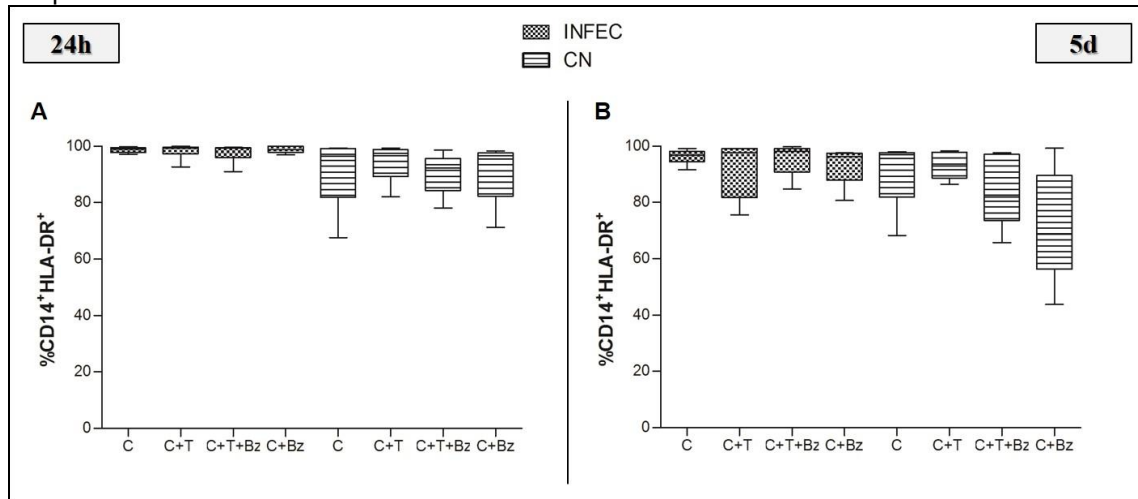 24h
INFEC
CN
5d
A
%CD14+HLA-DR+
100
80
60
40
20
0
C C+T C+T+Bz C+Bz C C+T C+T+Bz C+Bz
B
%CD14+HLA-DR+
100
80
60
40
20
0
C C+T C+T+Bz C+Bz C C+T C+T+Bz C+Bz